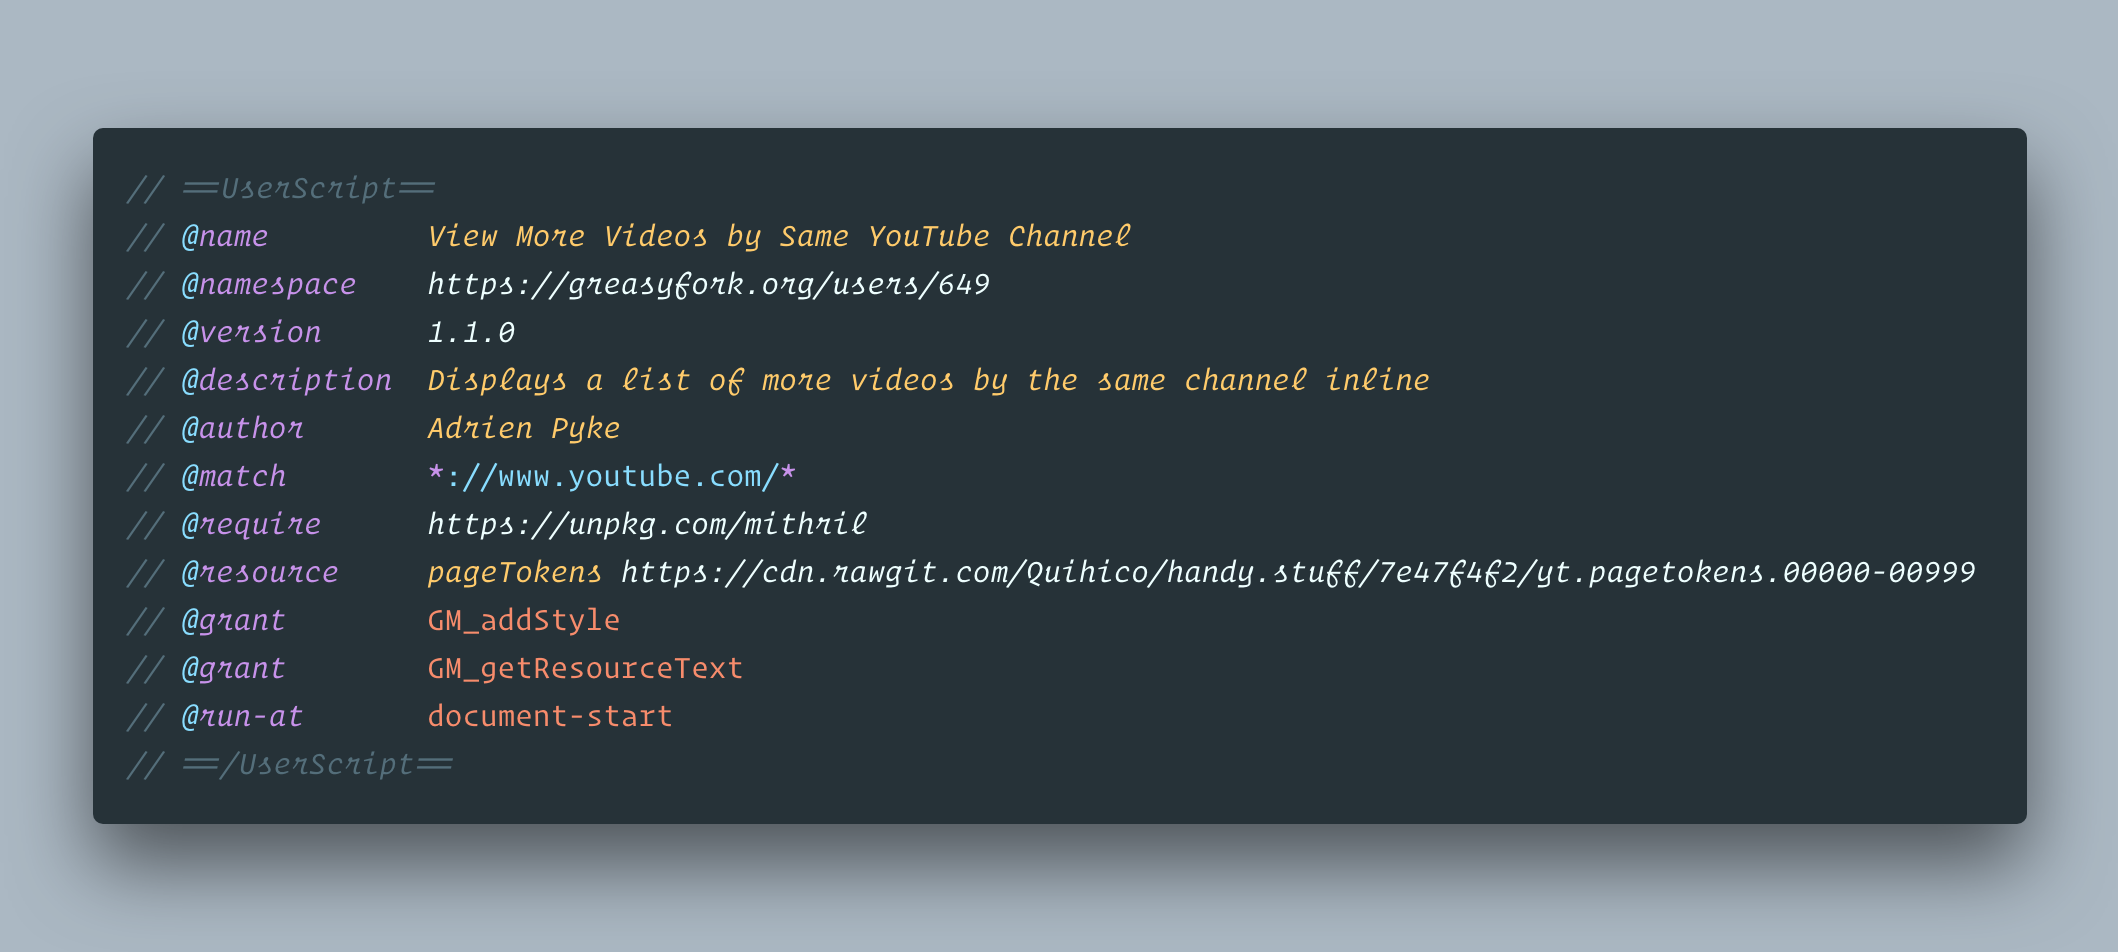 // ==UserScript==
// @name         View More Videos by Same YouTube Channel
// @namespace    https://greasyfork.org/users/649
// @version      1.1.0
// @description  Displays a list of more videos by the same channel inline
// @author       Adrien Pyke
// @match        *://www.youtube.com/*
// @require      https://unpkg.com/mithril
// @resource     pageTokens https://cdn.rawgit.com/Quihico/handy.stuff/7e47f4f2/yt.pagetokens.00000-00999
// @grant        GM_addStyle
// @grant        GM_getResourceText
// @run-at       document-start
// ==/UserScript==